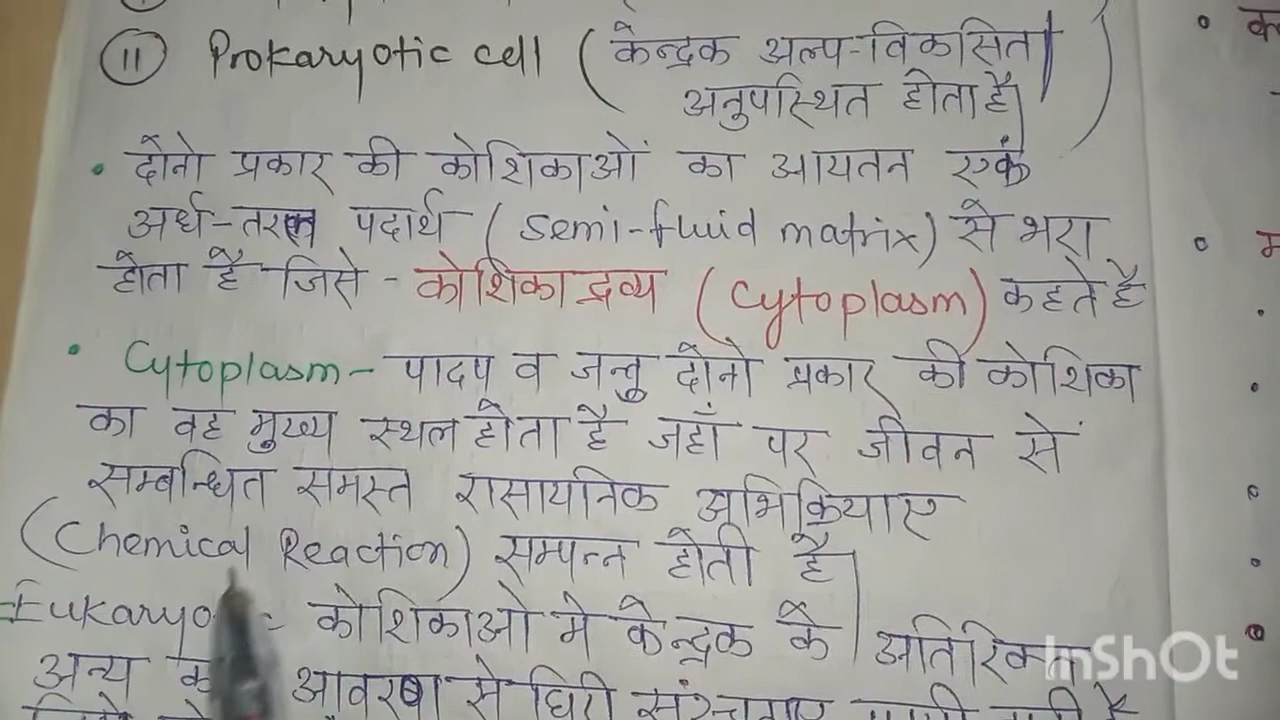 (11) Prokaryotic cell (केन्द्रक अल्प-विकसित/
अनुपस्थित होता है।)
• दोनो प्रकार की कोशिकाओं का आयतन एक
अर्ध-तरल पदार्थ (Semi-fluid matrix) से भरा
होता है जिसे - कोशिका द्रव्य (Cytoplasm) कहते है
• Cytoplasm - पादप व जन्तु दोनो प्रकार की कोशिका
का वह मुख्य स्थल होता है जहाँ पर जीवन से
सम्बन्धित समस्त रासायनिक अभिक्रियाए
(Chemical Reaction) सम्पन्न होती है।
कोशिकाओ मे केन्द्रक के अतिरिक्त
अन्य आवरण से घिरी
InShOt